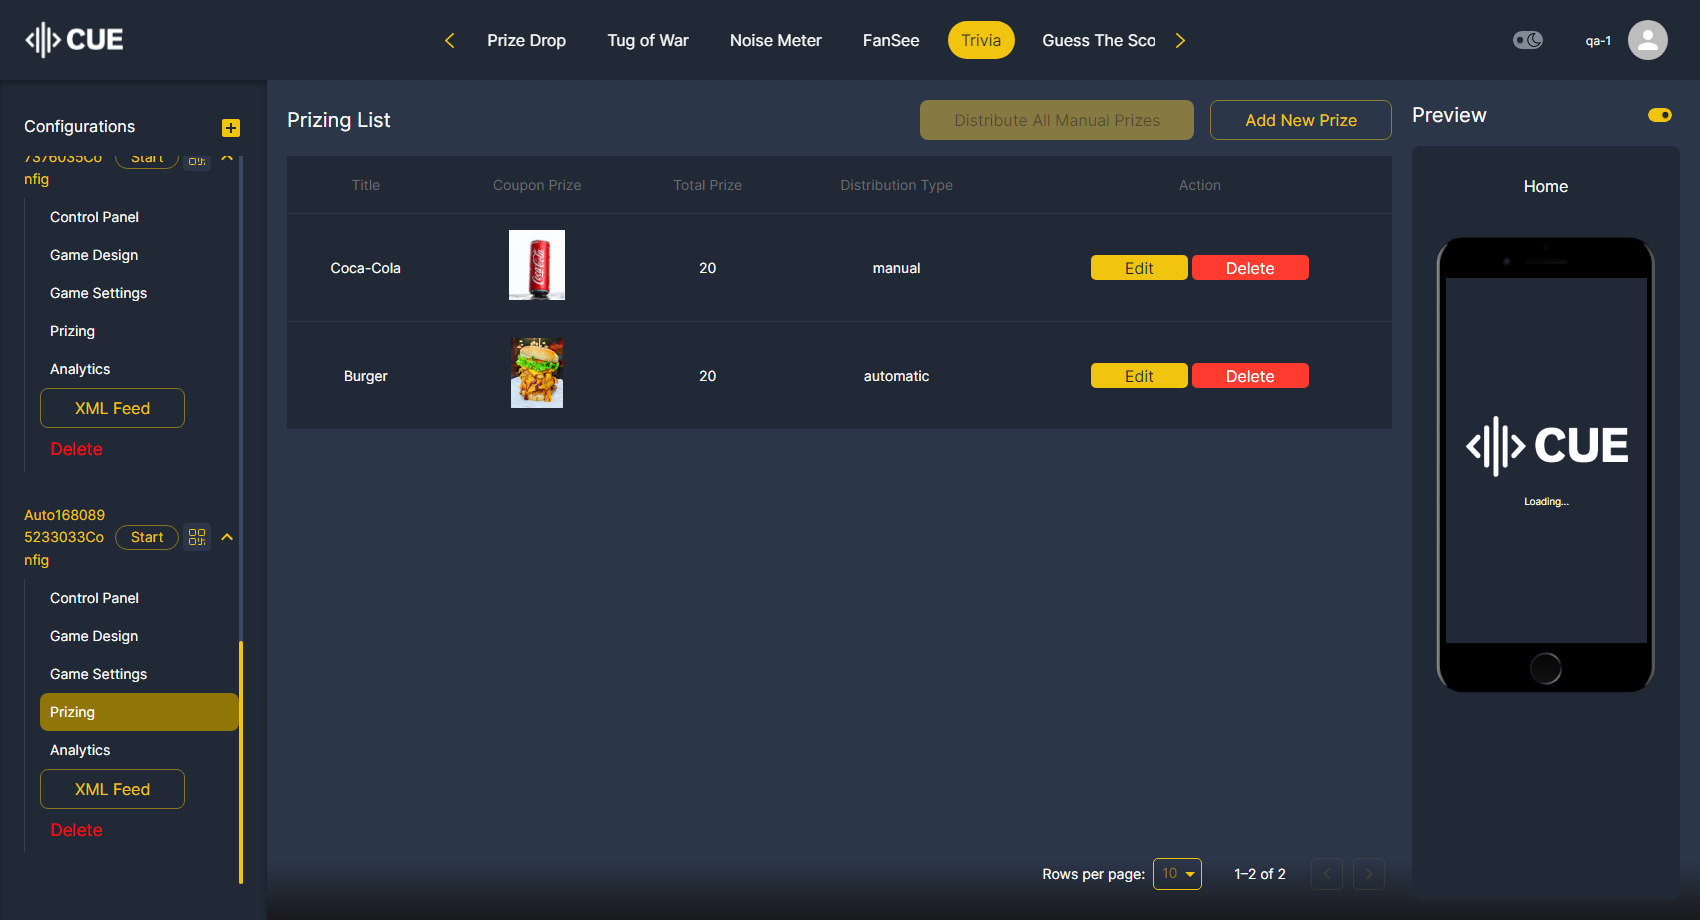 CUE
Prize Drop
Tug of War
Noise Meter
FanSee
Trivia
Guess The Sco
qa-1
Configurations
7376035Co
nfig
Start
Control Panel
Game Design
Game Settings
Prizing
Analytics
XML Feed
Delete
Auto168089
5233033Co
nfig
Start
Control Panel
Game Design
Game Settings
Prizing
Analytics
XML Feed
Delete
Prizing List
Distribute All Manual Prizes
Add New Prize
Title Coupon Prize Total Prize Distribution Type Action
Coca-Cola
Coca-Cola
20 manual Edit Delete
Burger 20 automatic Edit Delete
Rows per page: 10 1–2 of 2
Preview
Home
CUE
Loading...